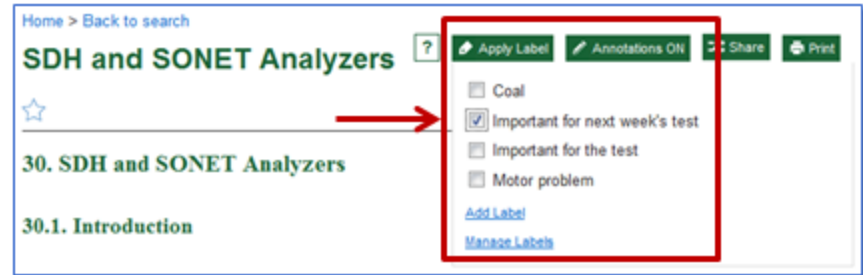 Home > Back to search
SDH and SONET Analyzers
?
Apply Label
Annotations ON
Share
Print
Coal
Important for next week's test
Important for the test
Motor problem
Add Label
Manage Labels
30. SDH and SONET Analyzers
30.1. Introduction